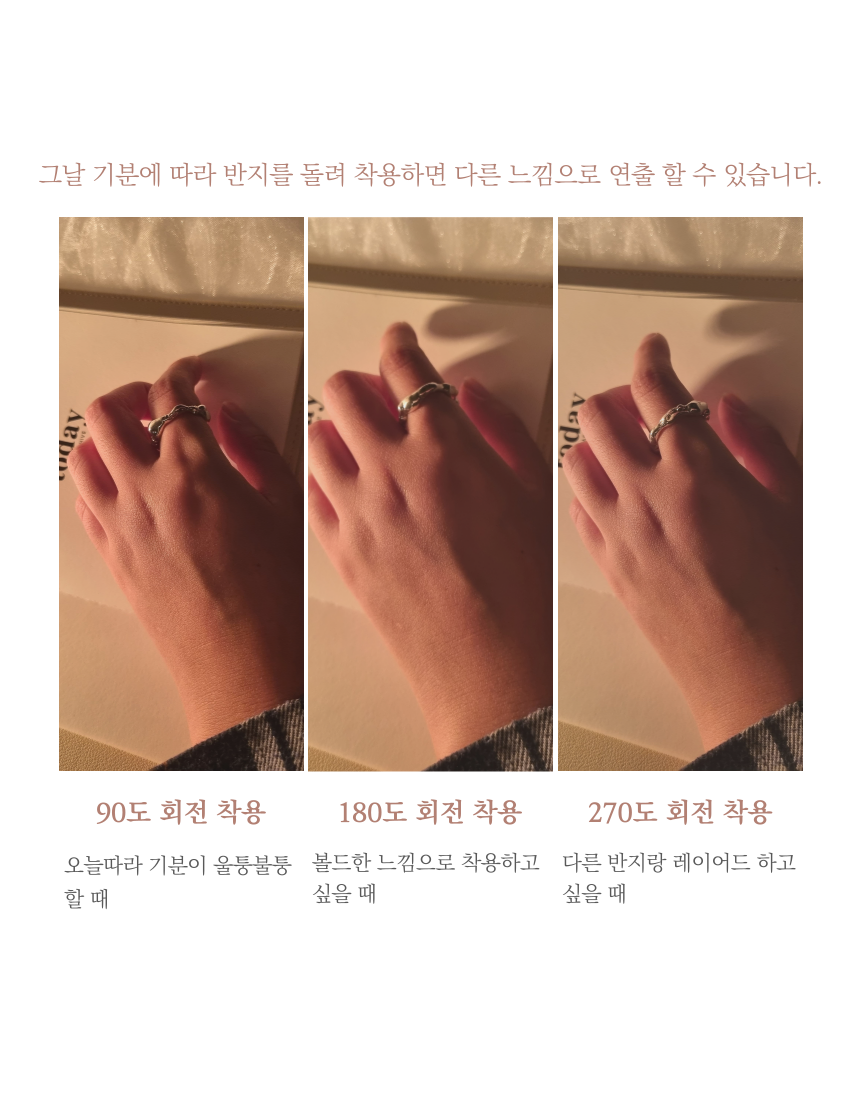 그날 기분에 따라 반지를 돌려 착용하면 다른 느낌으로 연출 할 수 있습니다.
today
today
90도 회전 착용
180도 회전 착용
270도 회전 착용
오늘따라 기분이 울퉁불퉁
할 때
볼드한 느낌으로 착용하고
싶을 때
다른 반지랑 레이어드 하고
싶을 때